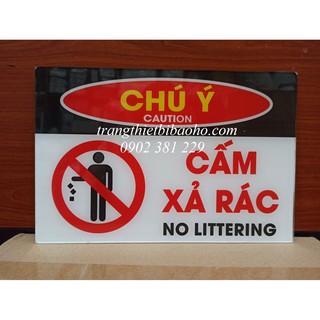 CHÚ Ý
CAUTION
trangthietbibaoho.com
0902 381 229
CẤM
XẢ RÁC
NO LITTERING